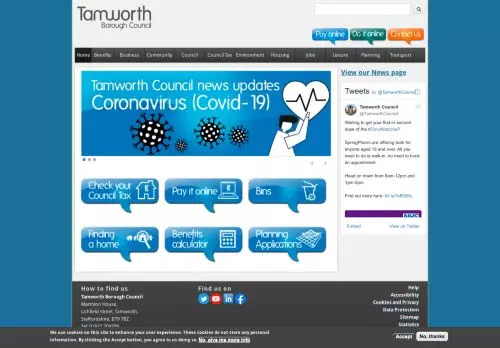 Tamworth
Borough Council
Pay online
Do it online
Contact us
Home
Benefits
Business
Community
Council
Council Tax
Environment
Housing
Jobs
Leisure
Planning
Transport
Tamworth Council news updates
Coronavirus (Covid-19)
Check your
Council Tax
Pay it online
Bins
Finding
a home
Benefits
calculator
Planning
Applications
View our News page
Tweets by @TamworthCouncil
Tamworth Council
@TamworthCouncil
Waiting to get your first or second
dose of the #CovidVaccine?
SpringPharm are offering both for
anyone aged 18 and over. All you
need to do is walk-in, no need to book
an appointment!
Head on down from 8am-12pm and
1pm-5pm.
Find out more here:
NHS
Embed
View on Twitter
How to find us
Tamworth Borough Council
Marmion House,
Lichfield Street, Tamworth,
Staffordshire, B79 7BZ
Find us on
Help
Accessibility
Cookies and Privacy
Data Protection
Sitemap
Statistics
We use cookies on this site to enhance your user experience. These cookies do not store any personal
information. By clicking the Accept button, you agree to us doing so. No, give me more info
Accept
No, thanks